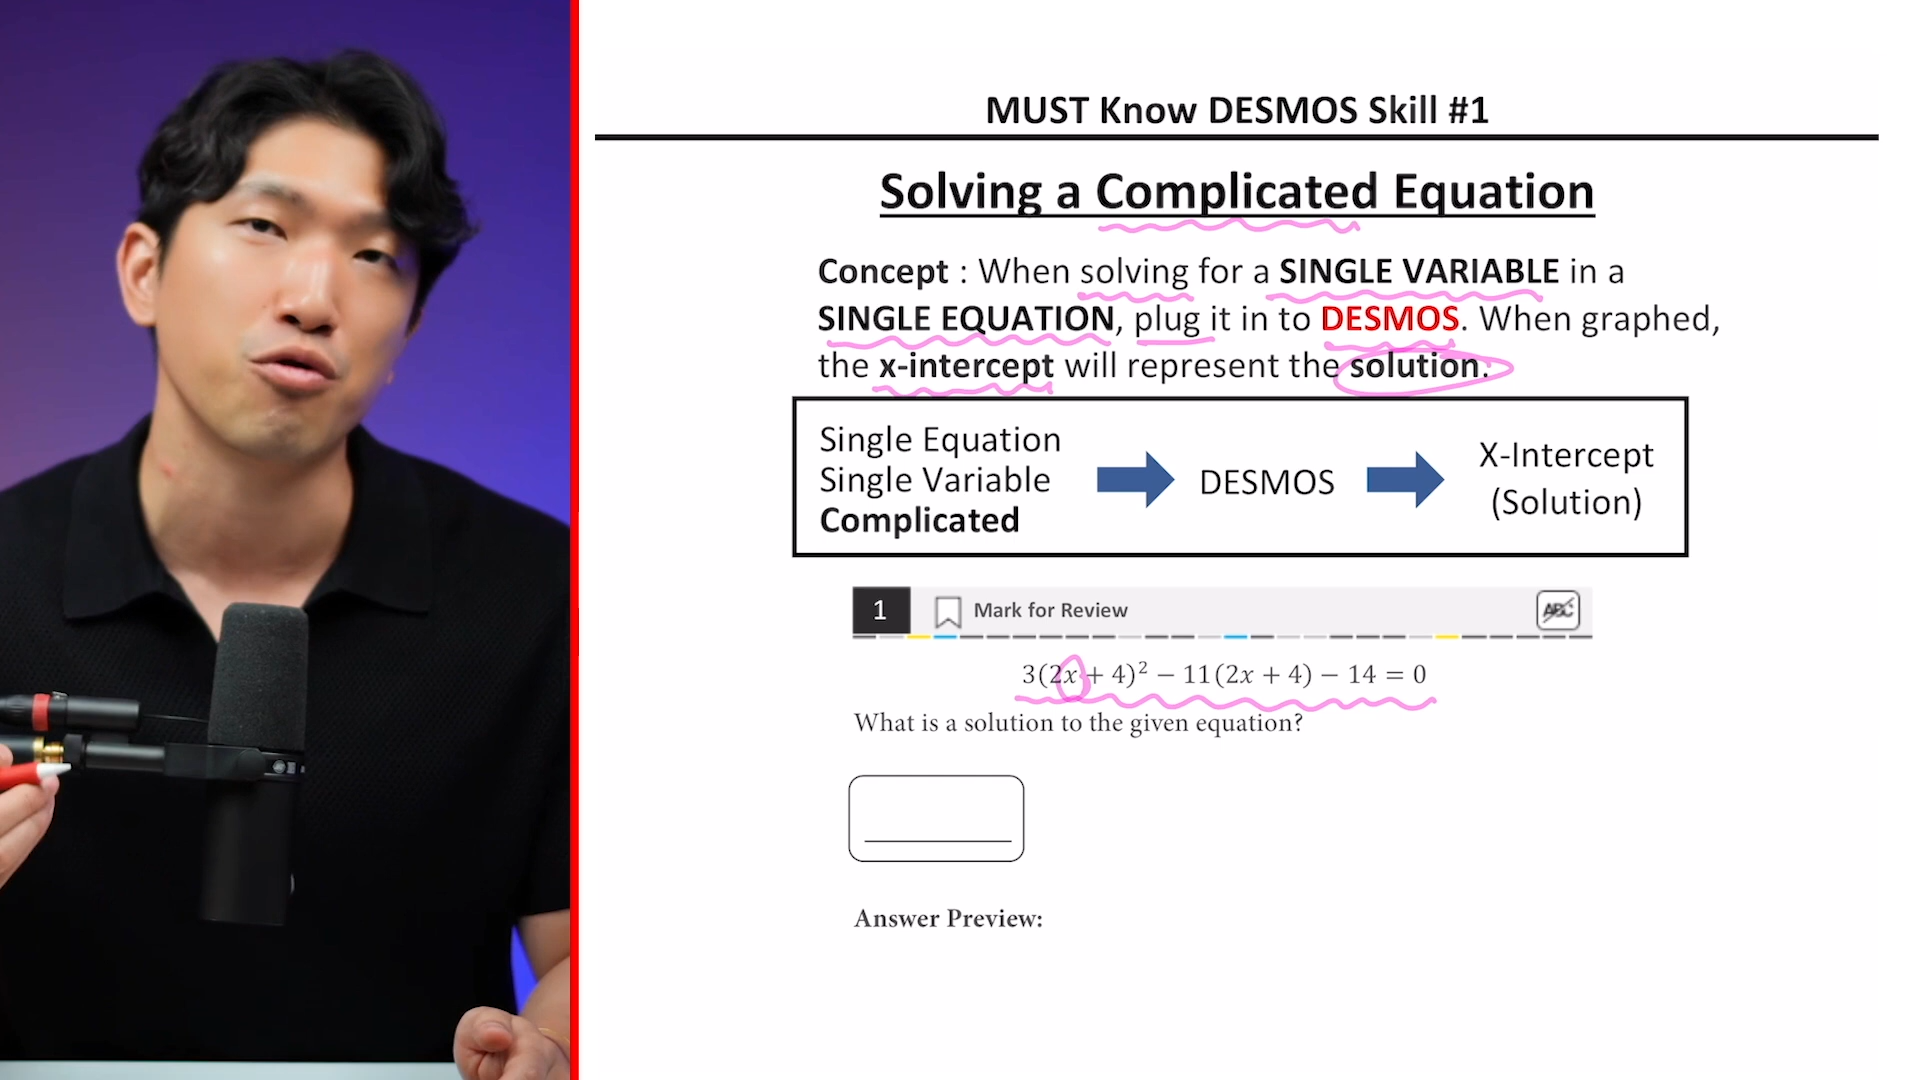 MUST Know DESMOS Skill #1
Solving a Complicated Equation
Concept : When solving for a SINGLE VARIABLE in a
SINGLE EQUATION, plug it in to DESMOS. When graphed,
the x-intercept will represent the solution.
Single Equation
Single Variable
Complicated
DESMOS
X-Intercept
(Solution)
1 Mark for Review ABC
3(2x + 4)² − 11(2x + 4) − 14 = 0
What is a solution to the given equation?
Answer Preview: